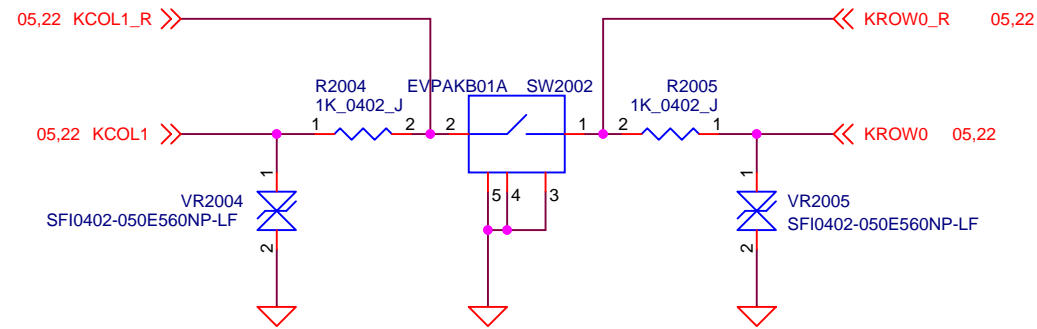 05,22 KCOL1_R
KROW0_R 05,22
R2004 EVPAKB01A SW2002 R2005
1K_0402_J 1K_0402_J
05,22 KCOL1 1 2 2 1 2 1 KROW0 05,22
1 5 4 3 1
VR2004 VR2005
SFI0402-050E560NP-LF SFI0402-050E560NP-LF
2 2